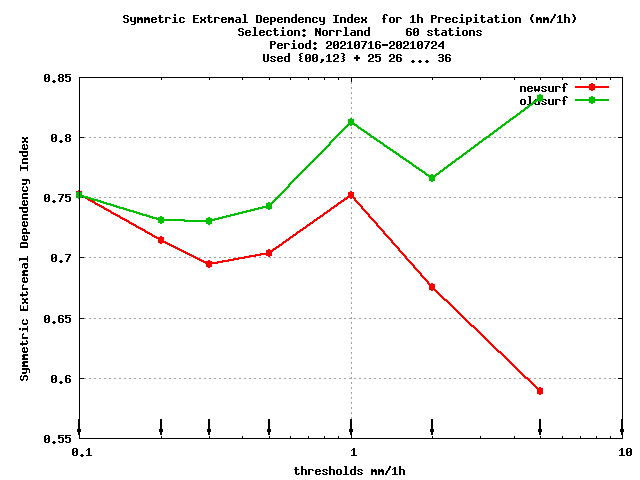 Symmetric Extremal Dependency Index  for 1h Precipitation (mm/1h)
Selection: Norrland     60 stations
Period: 20210716-20210724
Used {00,12} + 25 26 ... 36
newsurf
oldsurf
Symmetric Extremal Dependency Index
0.85
0.8
0.75
0.7
0.65
0.6
0.55
0.1
1
10
thresholds mm/1h